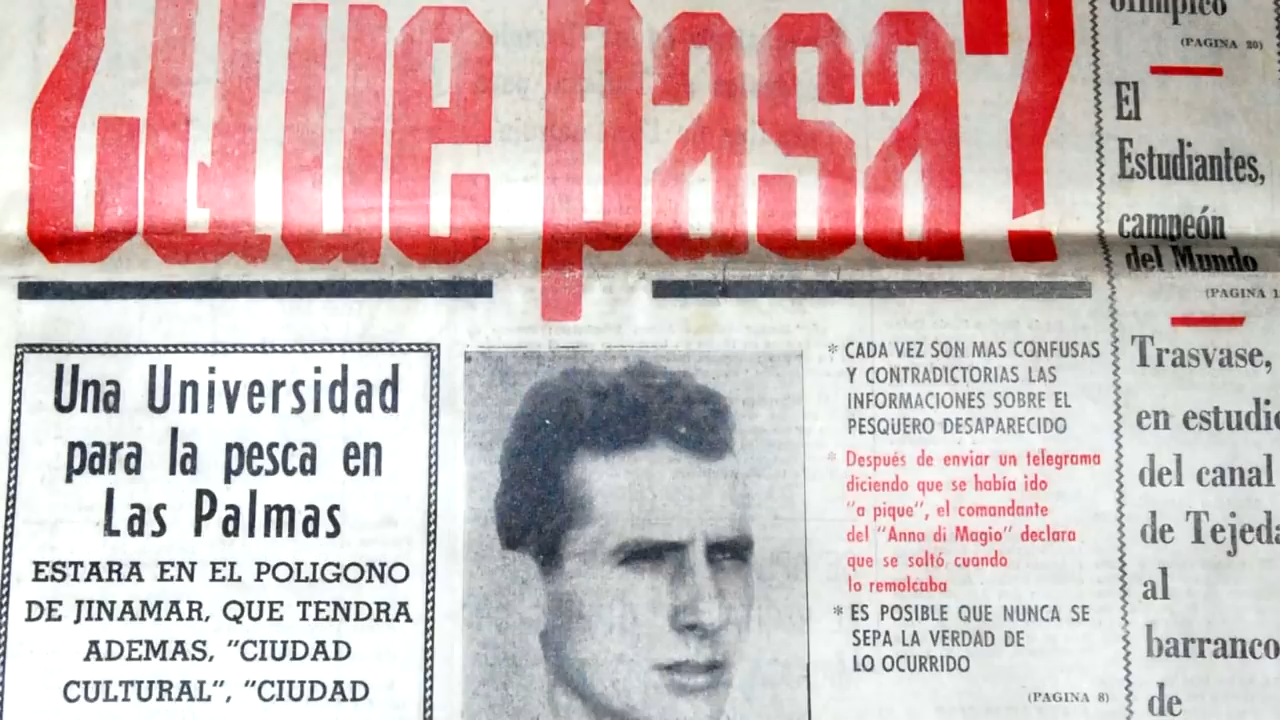 ¿Que pasa?
Una Universidad
para la pesca en
Las Palmas
ESTARA EN EL POLIGONO
DE JINAMAR, QUE TENDRA
ADEMAS, “CIUDAD
CULTURAL”, “CIUDAD
* CADA VEZ SON MAS CONFUSAS
Y CONTRADICTORIAS LAS
INFORMACIONES SOBRE EL
PESQUERO DESAPARECIDO
* Después de enviar un telegrama
diciendo que se había ido
“a pique”, el comandante
del “Anna di Magio” declara
que se soltó cuando
lo remolcaba
* ES POSIBLE QUE NUNCA SE
SEPA LA VERDAD DE
LO OCURRIDO
(PAGINA 8)
olímpico
(PAGINA 20)
El
Estudiantes,
campeón
del Mundo
(PAGINA 1
Trasvase,
en estudio
del canal
de Tejeda
al
barranco
de